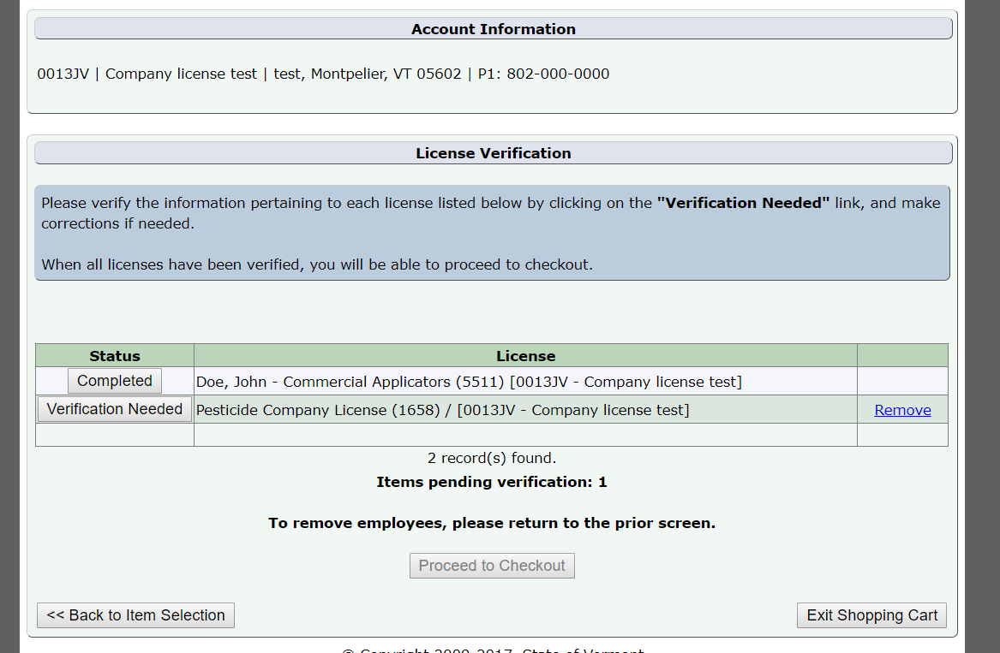 Account Information
0013JV | Company license test | test, Montpelier, VT 05602 | P1: 802-000-0000
License Verification
Please verify the information pertaining to each license listed below by clicking on the "Verification Needed" link, and make
corrections if needed.
When all licenses have been verified, you will be able to proceed to checkout.
Status License
Completed Doe, John - Commercial Applicators (5511) [0013JV - Company license test]
Verification Needed Pesticide Company License (1658) / [0013JV - Company license test] Remove
2 record(s) found.
Items pending verification: 1
To remove employees, please return to the prior screen.
Proceed to Checkout
<< Back to Item Selection Exit Shopping Cart
© Copyright 2009-2017, State of Vermont